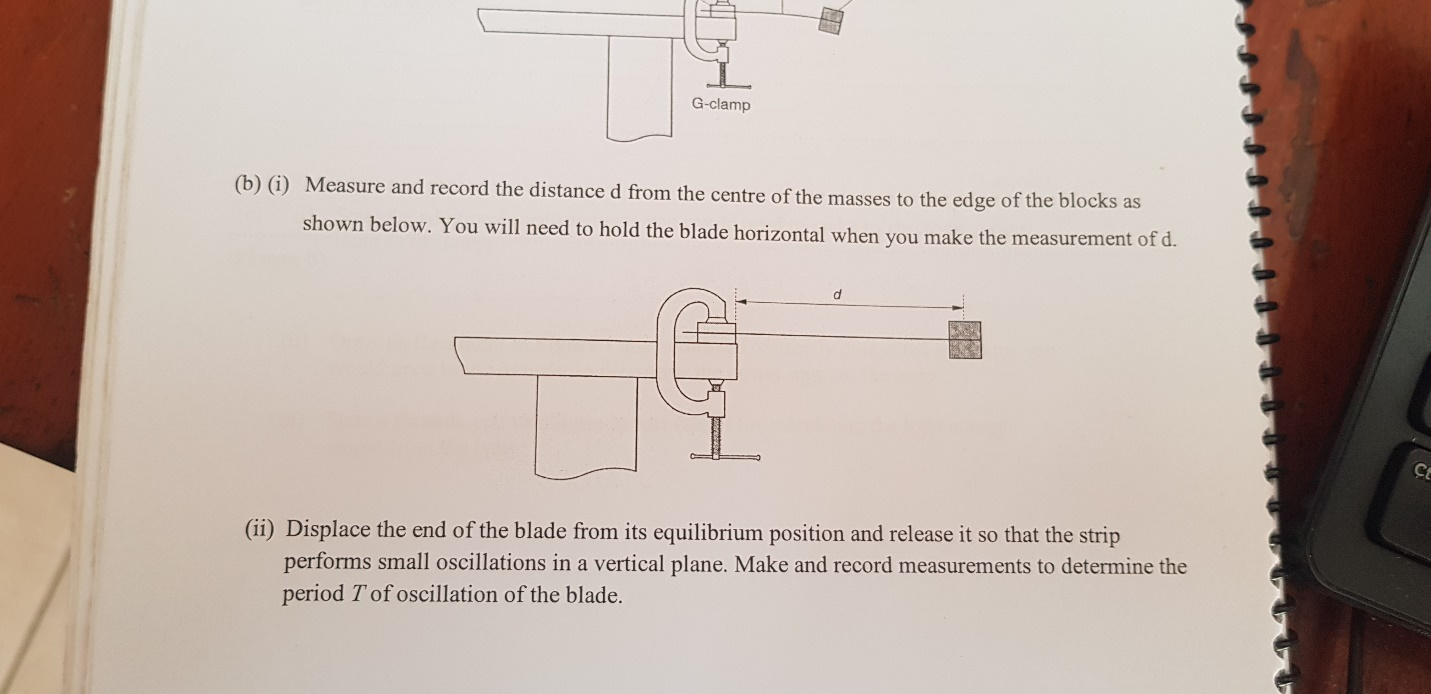 G-clamp
(b) (i) Measure and record the distance d from the centre of the masses to the edge of the blocks as
shown below. You will need to hold the blade horizontal when you make the measurement of d.
d
(ii) Displace the end of the blade from its equilibrium position and release it so that the strip
performs small oscillations in a vertical plane. Make and record measurements to determine the
period T of oscillation of the blade.